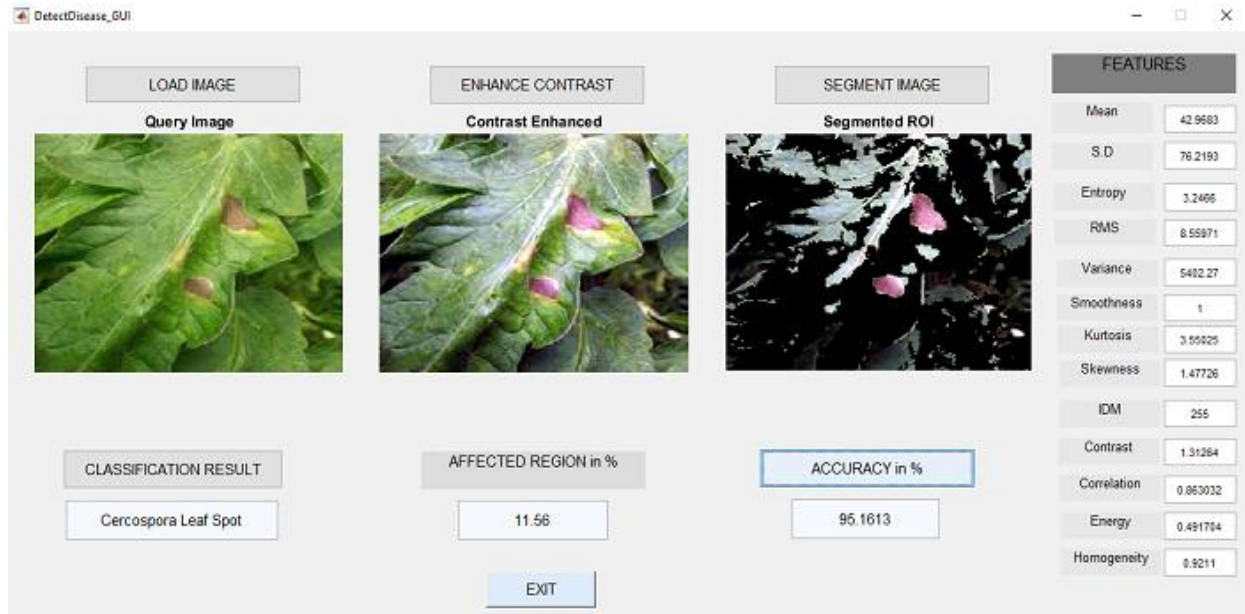 DetectDisease_GUI
LOAD IMAGE
ENHANCE CONTRAST
SEGMENT IMAGE
Query Image
Contrast Enhanced
Segmented ROI
CLASSIFICATION RESULT
AFFECTED REGION in %
ACCURACY in %
Cercospora Leaf Spot
11.56
95.1613
EXIT
FEATURES
Mean 42.9683
S.D 76.2193
Entropy 3.2466
RMS 8.55971
Variance 5402.27
Smoothness 1
Kurtosis 3.55025
Skewness 1.47726
IDM 255
Contrast 1.31264
Correlation 0.863032
Energy 0.491704
Homogeneity 0.9211